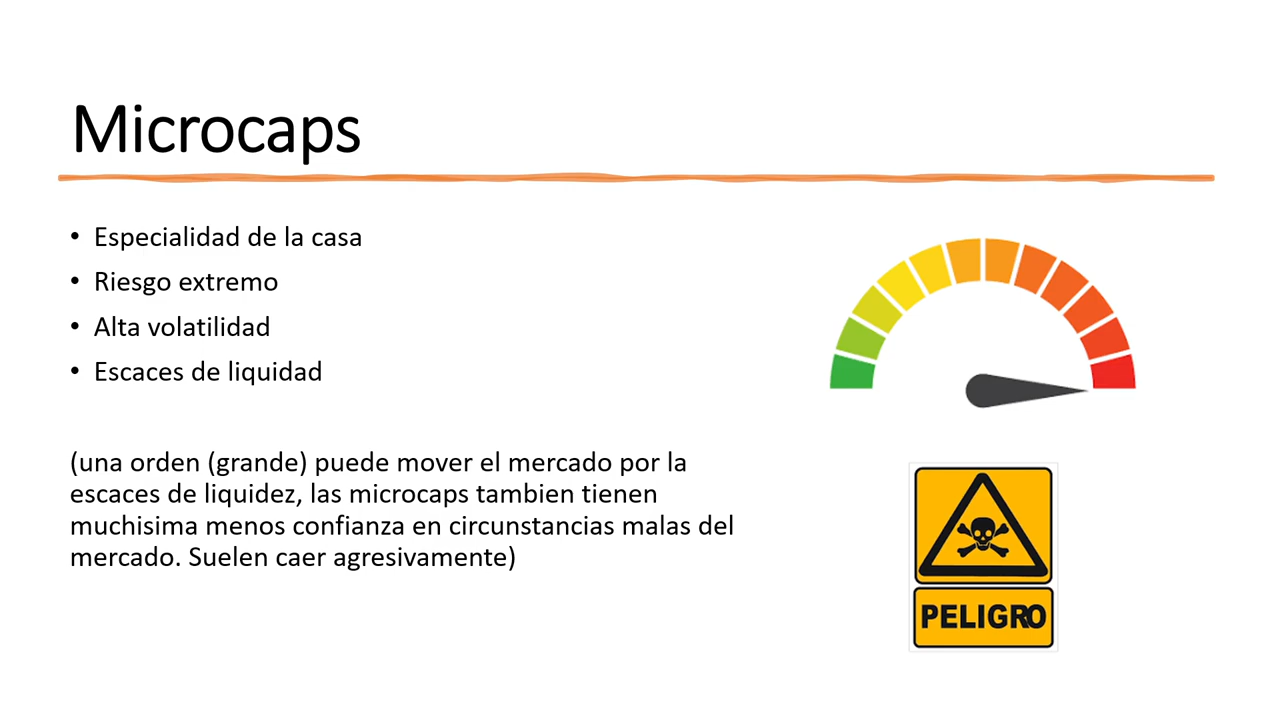 Microcaps
• Especialidad de la casa
• Riesgo extremo
• Alta volatilidad
• Escaces de liquidad
(una orden (grande) puede mover el mercado por la
escaces de liquidez, las microcaps tambien tienen
muchisima menos confianza en circunstancias malas del
mercado. Suelen caer agresivamente)
PELIGRO